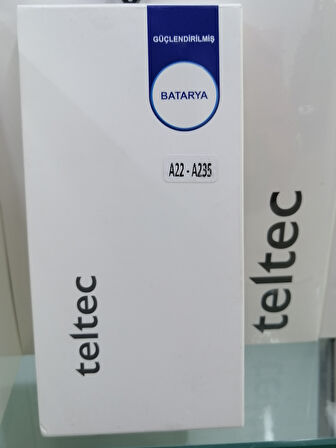 GÜÇLENDİRİLMİŞ
BATARYA
A22 - A235
teltec
teltec